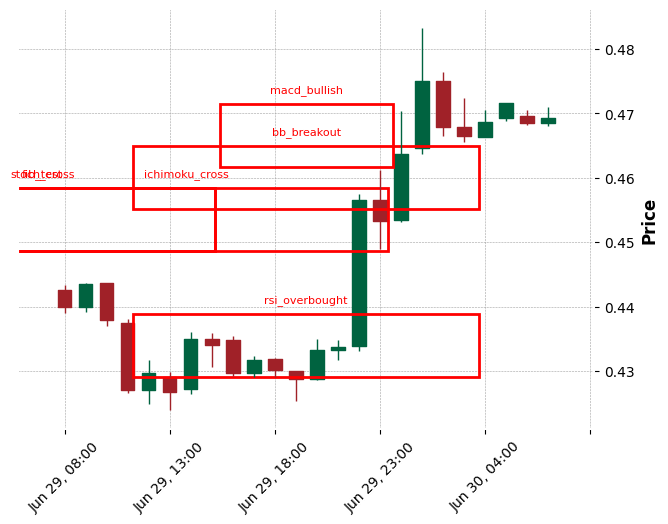 macd_bullish
bb_breakout
ichimoku_cross
rsi_overbought
0.48
0.47
0.46
0.45
0.44
0.43
Price
Jun 29, 08:00
Jun 29, 13:00
Jun 29, 18:00
Jun 29, 23:00
Jun 30, 04:00